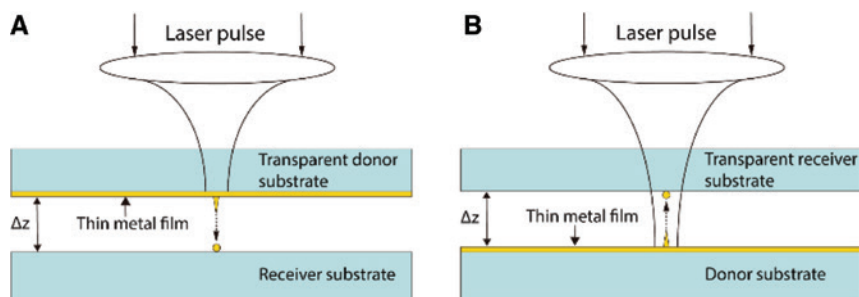 A
Laser pulse
Transparent donor
substrate
Δz
Thin metal film
Receiver substrate
B
Laser pulse
Transparent receiver
substrate
Δz
Thin metal film
Donor substrate